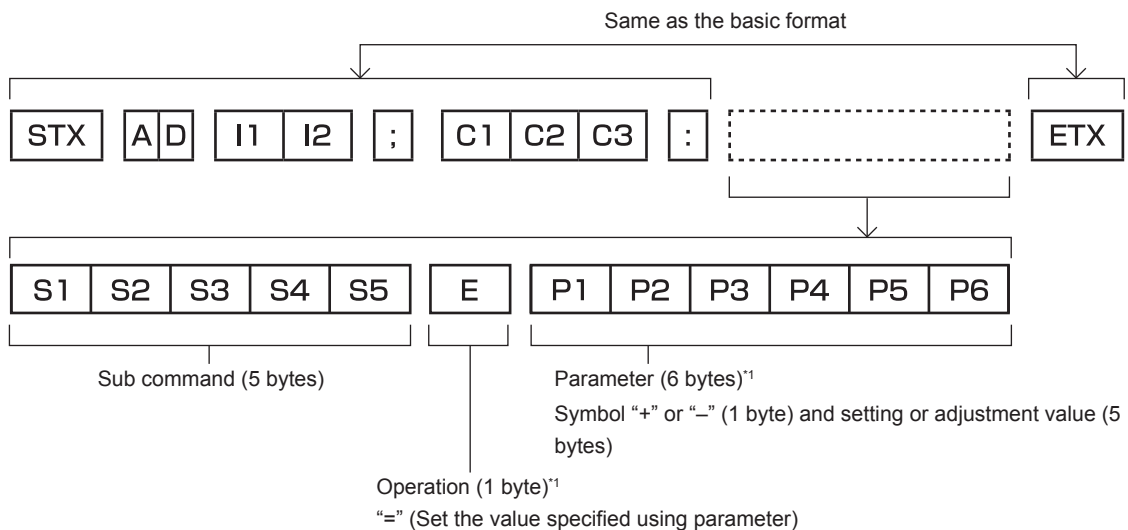 Same as the basic format
STX A D I1 I2 ; C1 C2 C3 : ETX
S1 S2 S3 S4 S5 E P1 P2 P3 P4 P5 P6
Sub command (5 bytes)
Parameter (6 bytes)*1
Symbol “+” or “–” (1 byte) and setting or adjustment value (5
bytes)
Operation (1 byte)*1
“=” (Set the value specified using parameter)